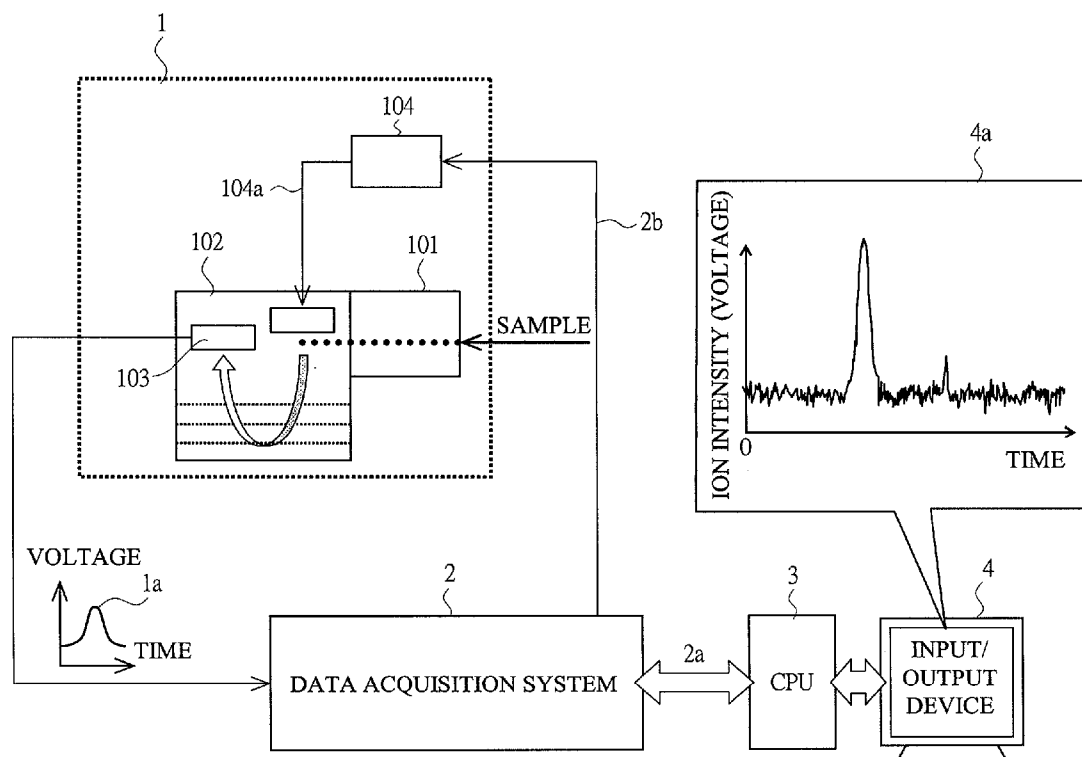 1
104
4a
104a
2b
102
101
SAMPLE
103
ION INTENSITY (VOLTAGE)
0
TIME
VOLTAGE
1a
TIME
2
DATA ACQUISITION SYSTEM
2a
3
CPU
4
INPUT/
OUTPUT
DEVICE